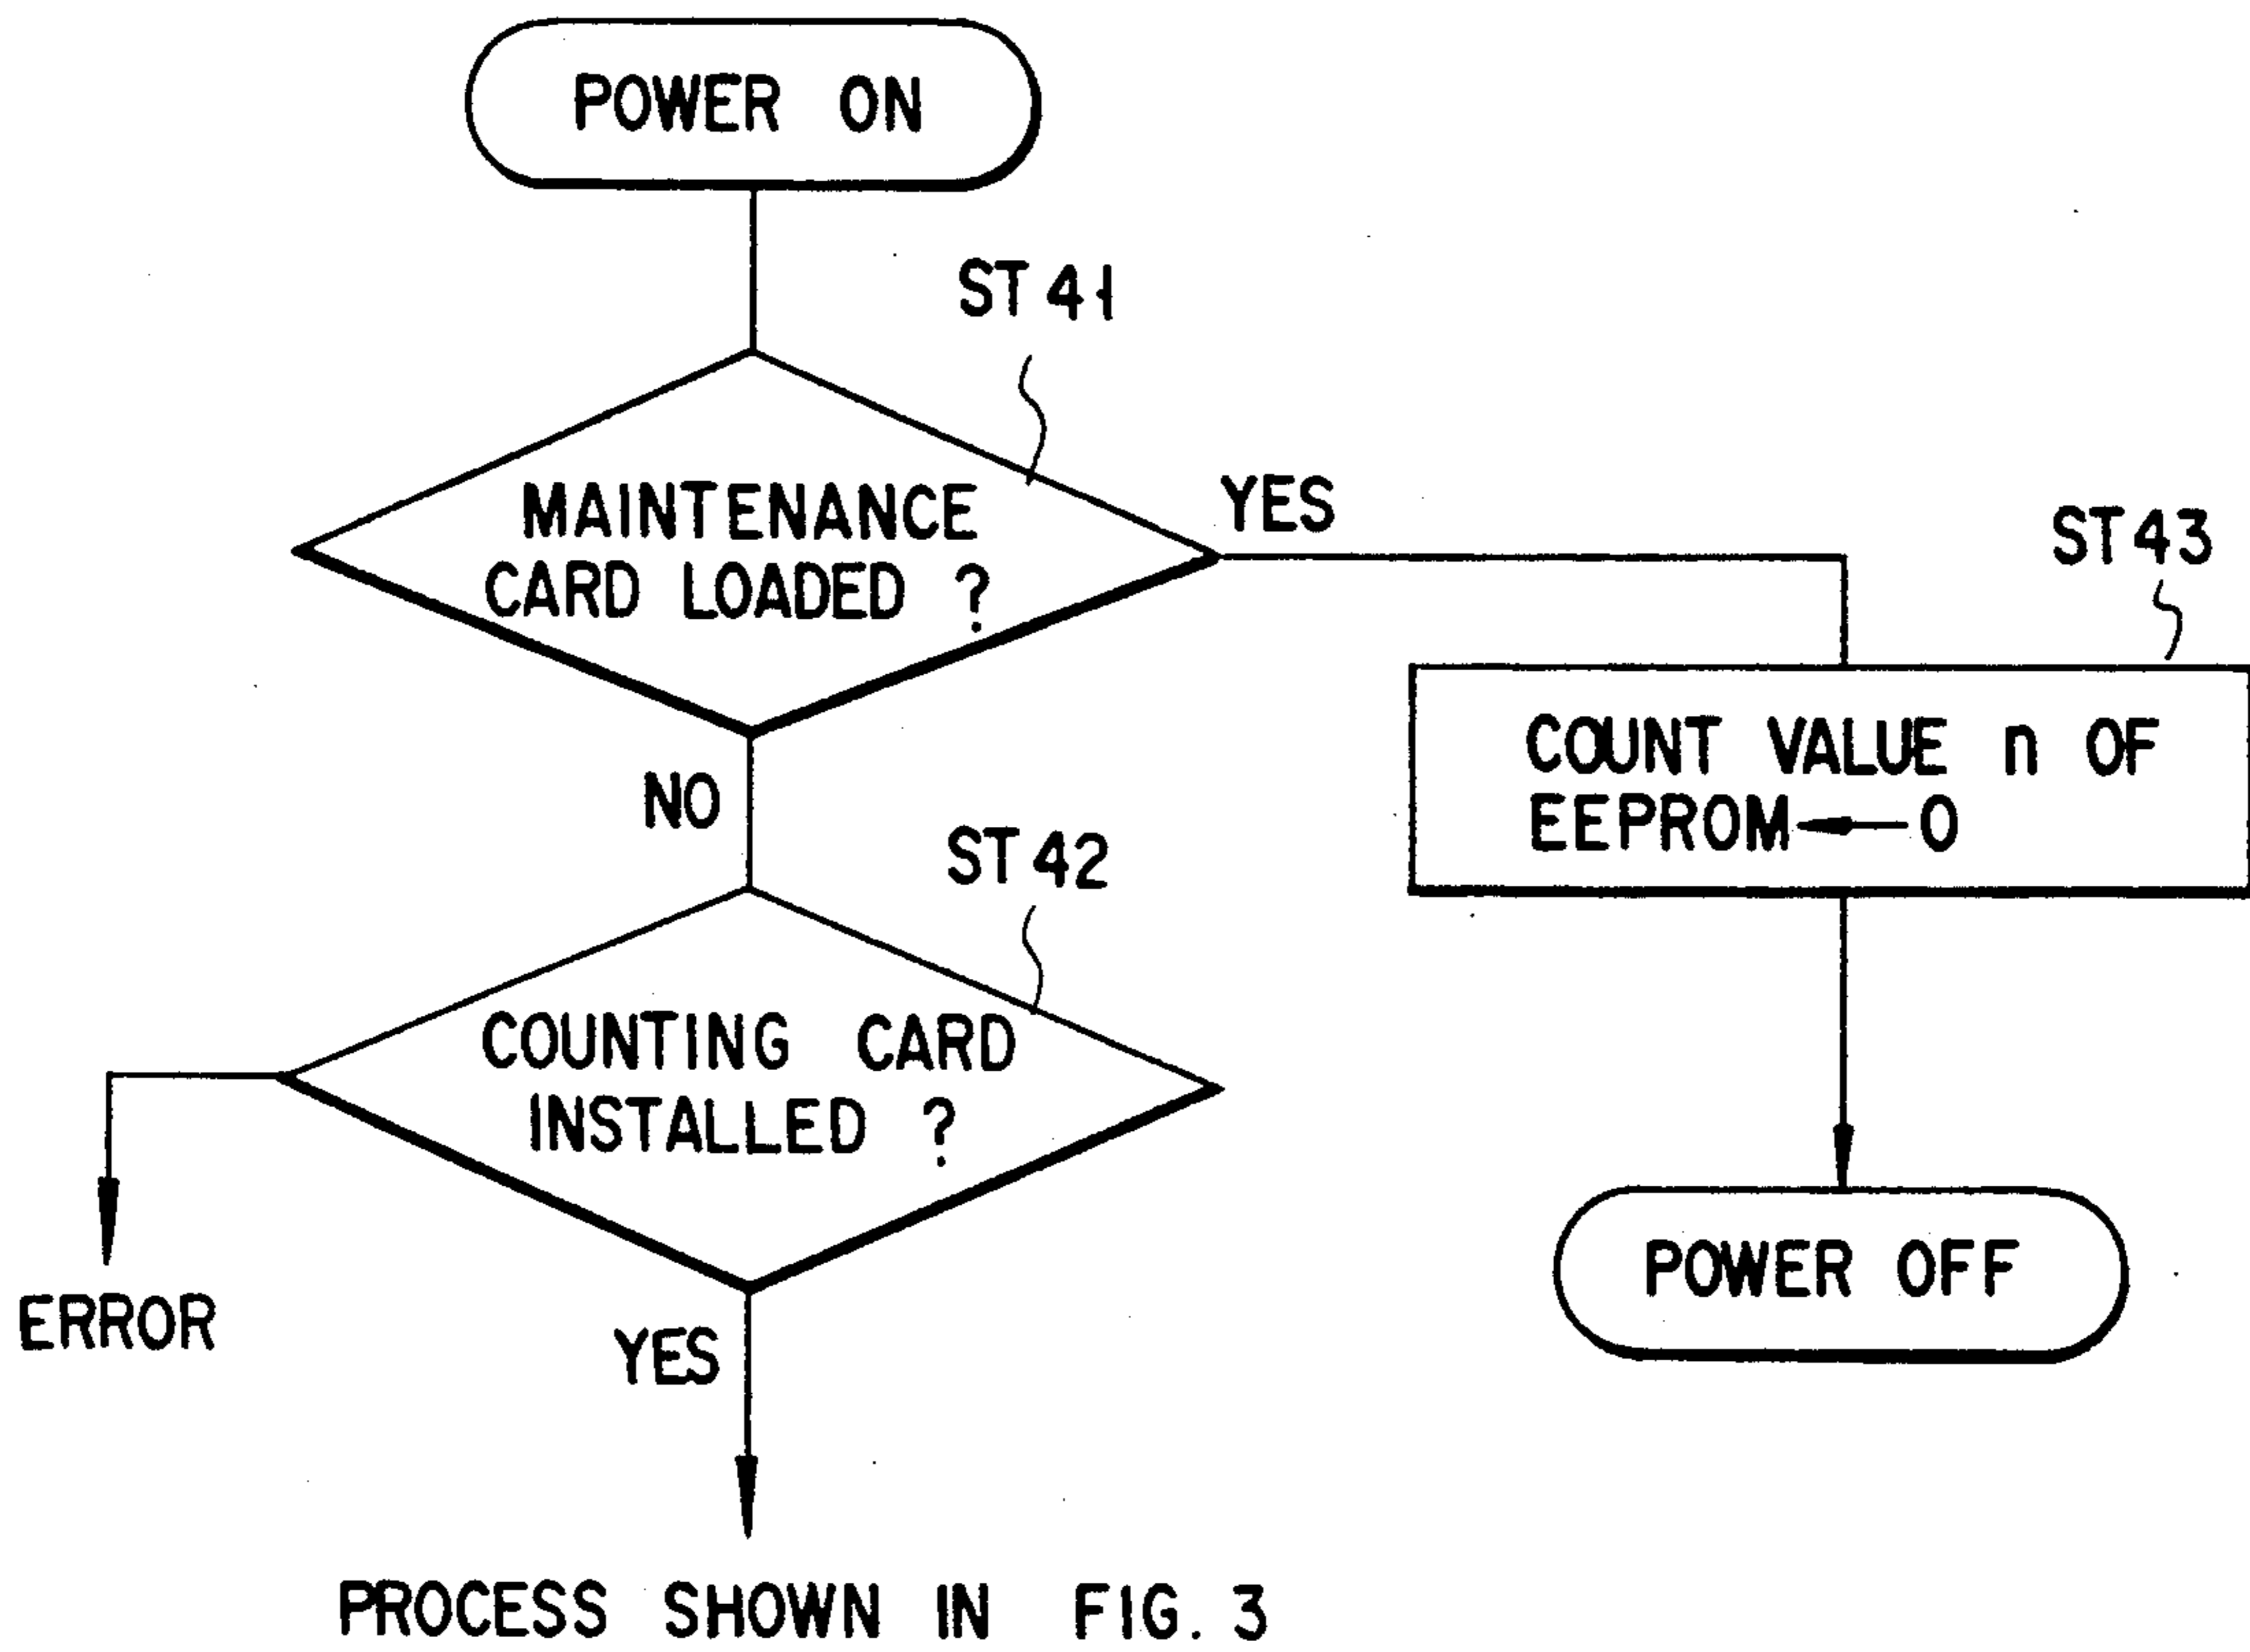 POWER ON
ST41
MAINTENANCE
CARD LOADED ?
YES
ST43
COUNT VALUE n OF
EEPROM ← 0
NO
ST42
COUNTING CARD
INSTALLED ?
ERROR
YES
POWER OFF
PROCESS SHOWN IN FIG. 3